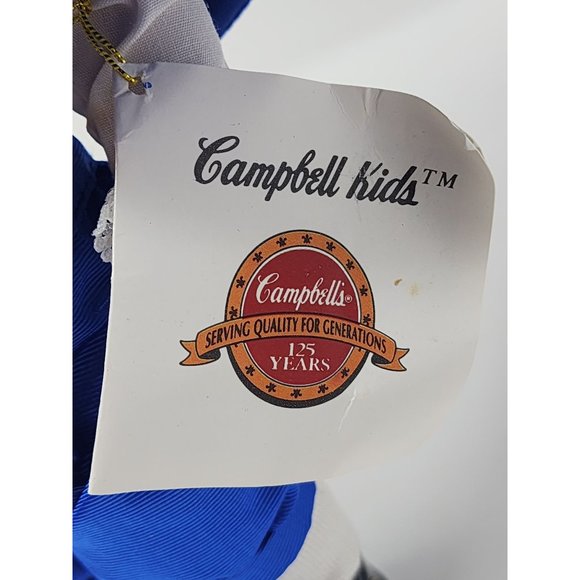 Campbell Kids™
Campbell's®
SERVING QUALITY FOR GENERATIONS
125
YEARS